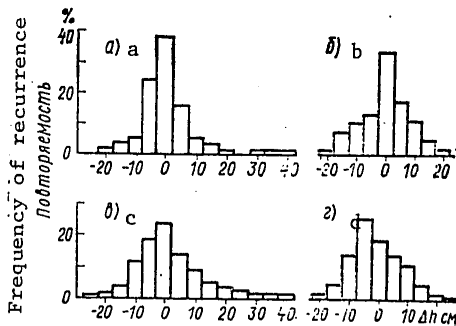 Frequency of recurrence
Повторяемость
%
40
20
0
а) a
-20 -10 0 10 20 30 40
б) b
-20 -10 0 10 20
20
0
в) c
-20 -10 0 10 20 30 40
г) d
-20 -10 0 10 Δh см